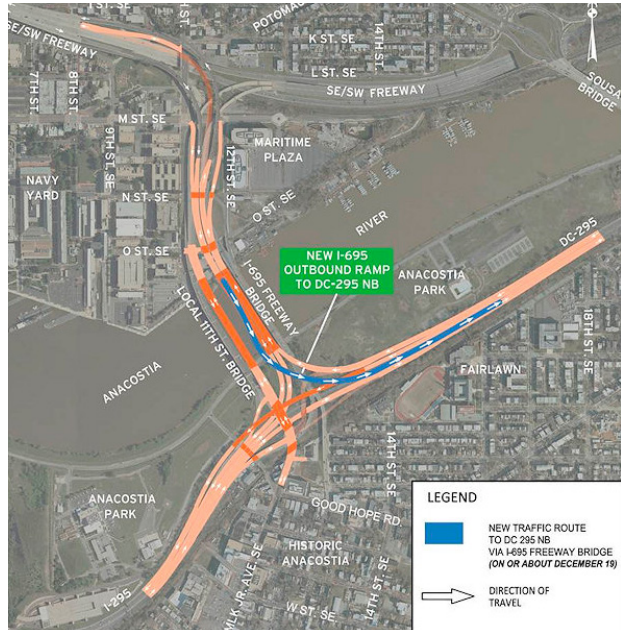 I ST. SE
POTOMAC
K ST. SE
14TH ST. SE
L ST. SE
SE/SW FREEWAY
SE/SW FREEWAY
SOUSA
BRIDGE
7TH ST.
8TH ST.
M ST. SE
9TH ST. SE
12TH ST. SE
MARITIME
PLAZA
NAVY
YARD
N ST. SE
O ST. SE
O ST. SE
RIVER
DC-295
NEW I-695
OUTBOUND RAMP
TO DC-295 NB
ANACOSTIA
PARK
I-695 FREEWAY
BRIDGE
LOCAL 11TH ST. BRIDGE
18TH ST. SE
ANACOSTIA
FAIRLAWN
14TH ST. SE
ANACOSTIA
PARK
GOOD HOPE RD.
HISTORIC
ANACOSTIA
I-295
MLK JR. AVE. SE
W ST. SE
14TH ST. SE
LEGEND
NEW TRAFFIC ROUTE
TO DC 295 NB
VIA I-695 FREEWAY BRIDGE
(ON OR ABOUT DECEMBER 19)
DIRECTION OF
TRAVEL